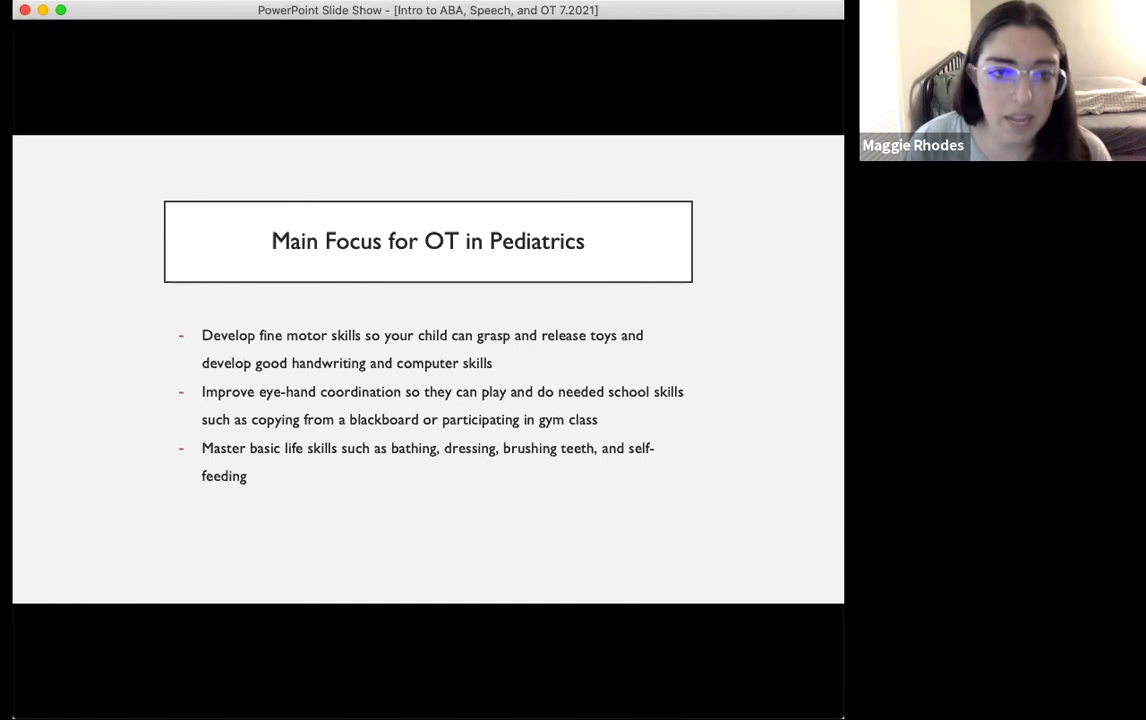 PowerPoint Slide Show - [Intro to ABA, Speech, and OT 7.2021]
Maggie Rhodes
Main Focus for OT in Pediatrics
- Develop fine motor skills so your child can grasp and release toys and
develop good handwriting and computer skills
- Improve eye-hand coordination so they can play and do needed school skills
such as copying from a blackboard or participating in gym class
- Master basic life skills such as bathing, dressing, brushing teeth, and self-
feeding